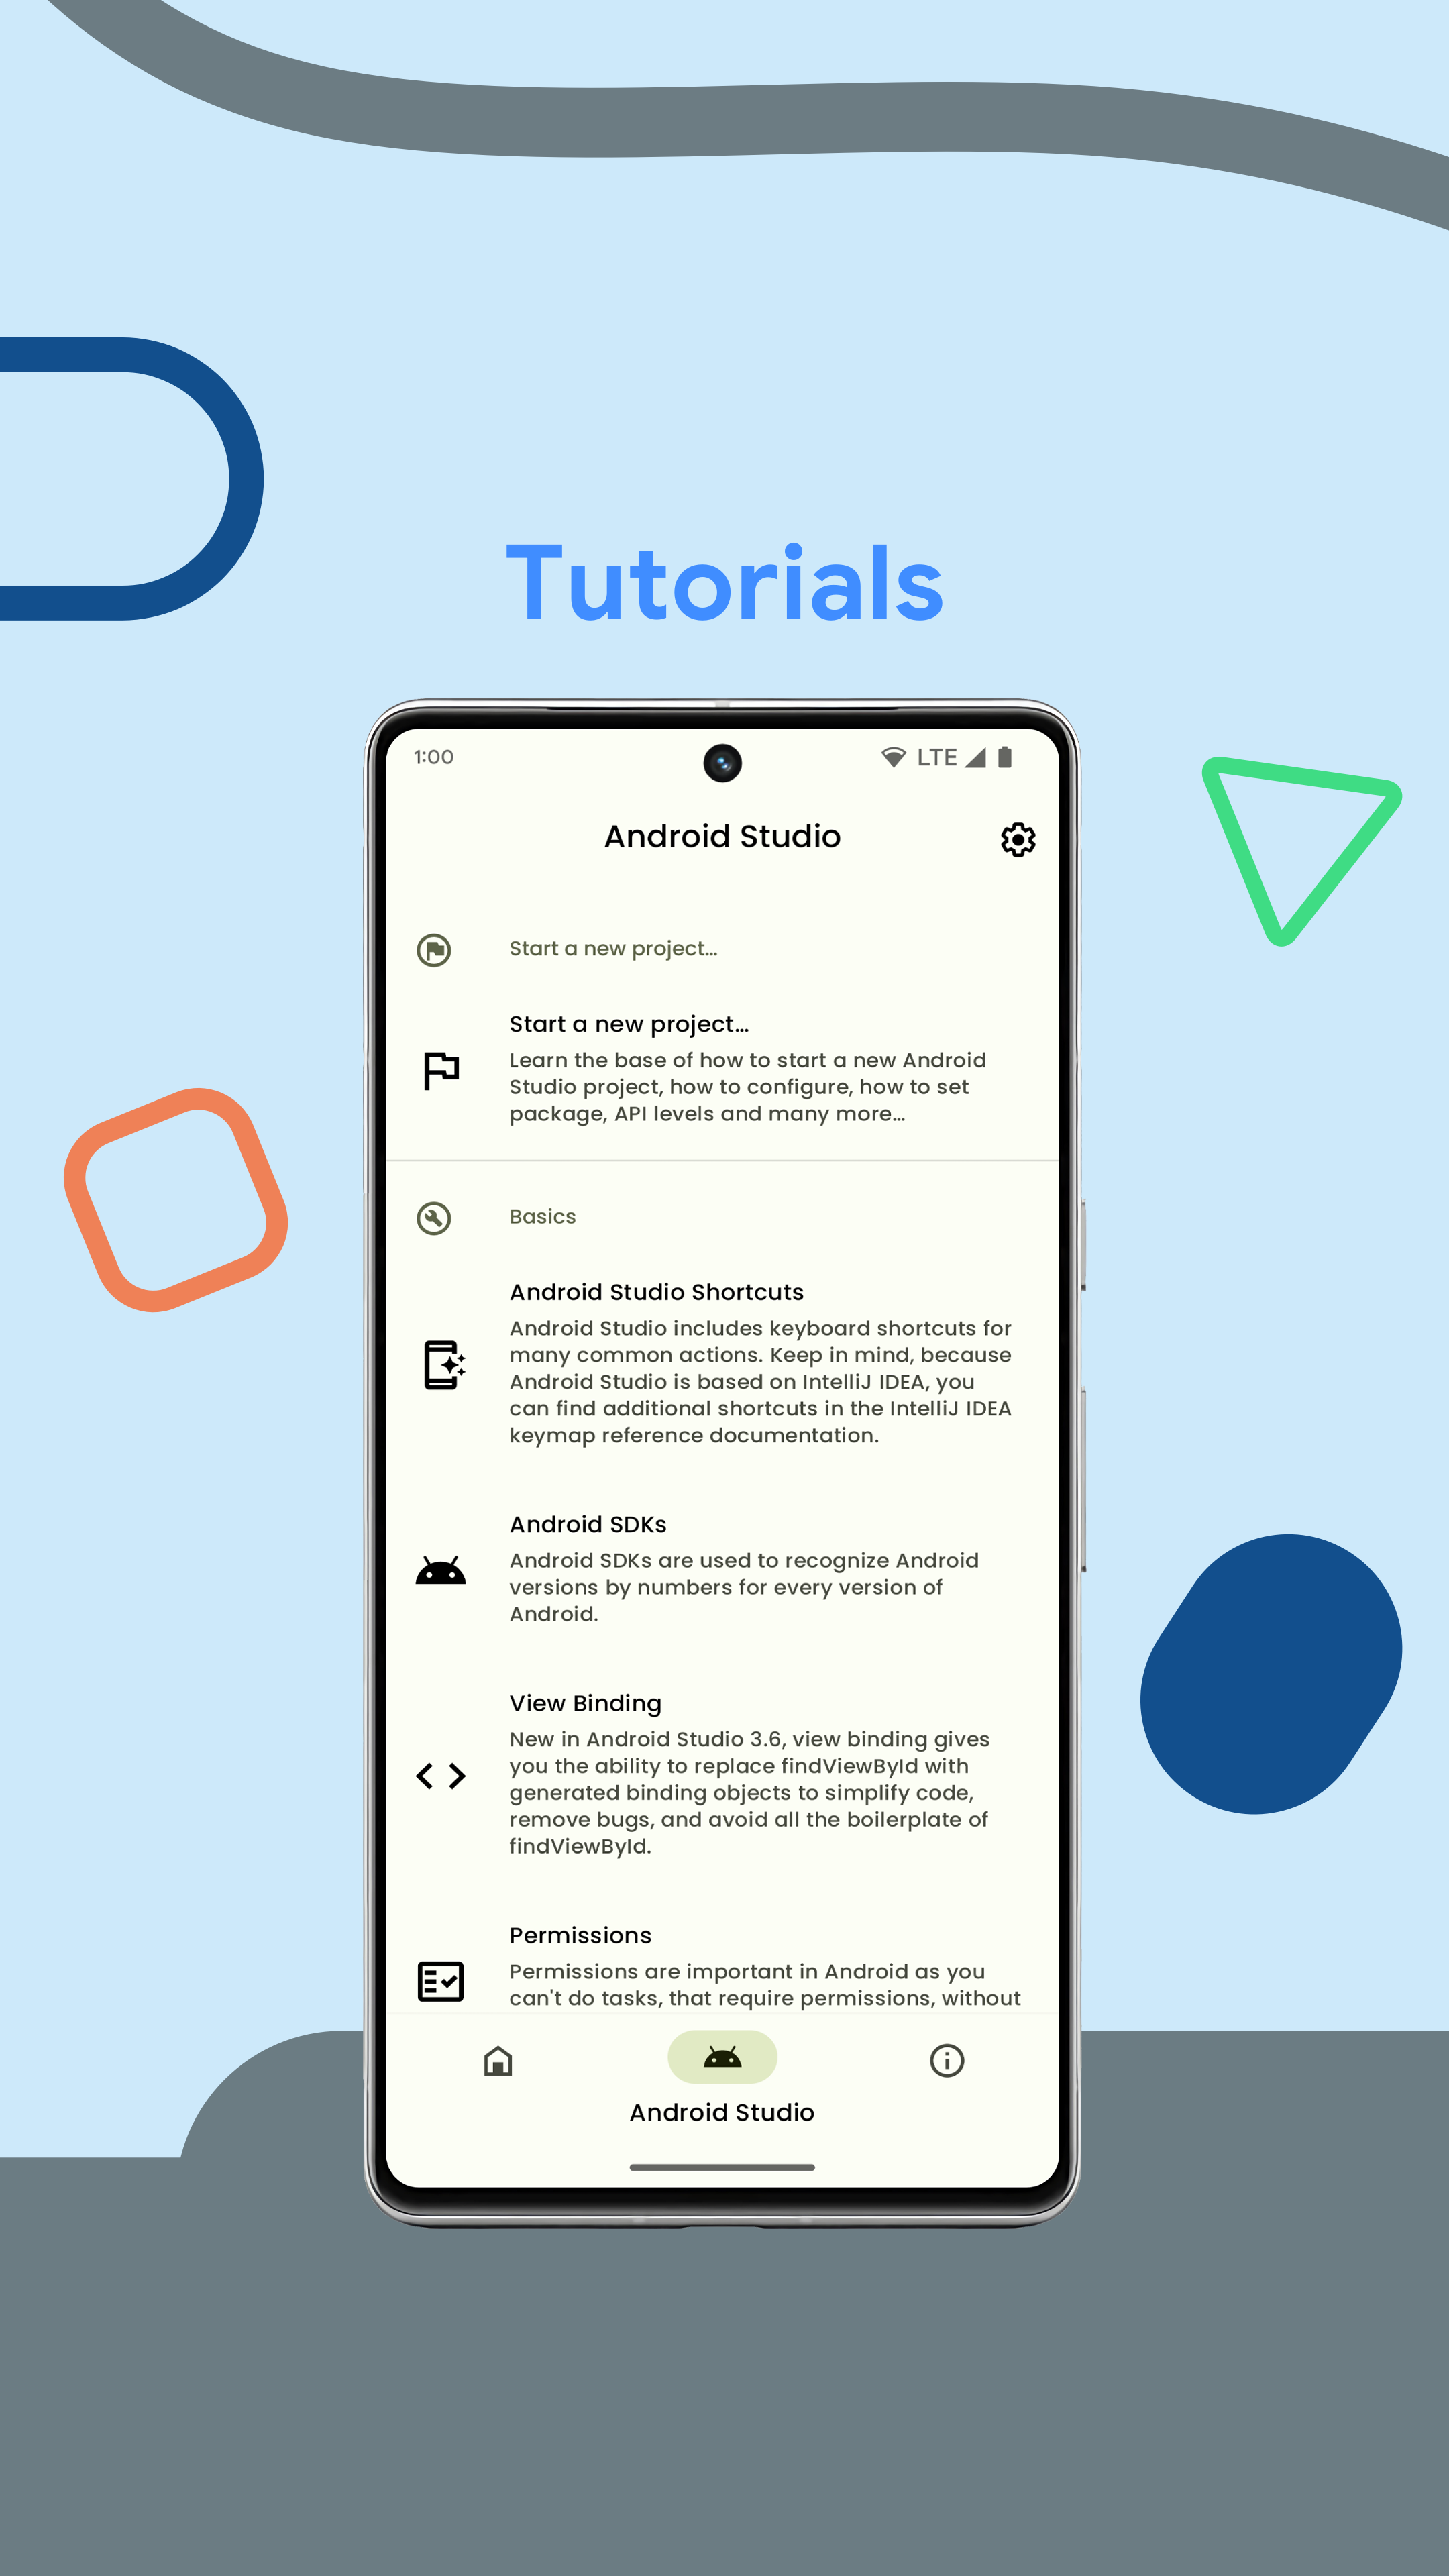 Tutorials
1:00
LTE
Android Studio
Start a new project...
Start a new project...
Learn the base of how to start a new Android
Studio project, how to configure, how to set
package, API levels and many more...
Basics
Android Studio Shortcuts
Android Studio includes keyboard shortcuts for
many common actions. Keep in mind, because
Android Studio is based on IntelliJ IDEA, you
can find additional shortcuts in the IntelliJ IDEA
keymap reference documentation.
Android SDKs
Android SDKs are used to recognize Android
versions by numbers for every version of
Android.
View Binding
New in Android Studio 3.6, view binding gives
you the ability to replace findViewById with
generated binding objects to simplify code,
remove bugs, and avoid all the boilerplate of
findViewById.
Permissions
Permissions are important in Android as you
can't do tasks, that require permissions, without
Android Studio